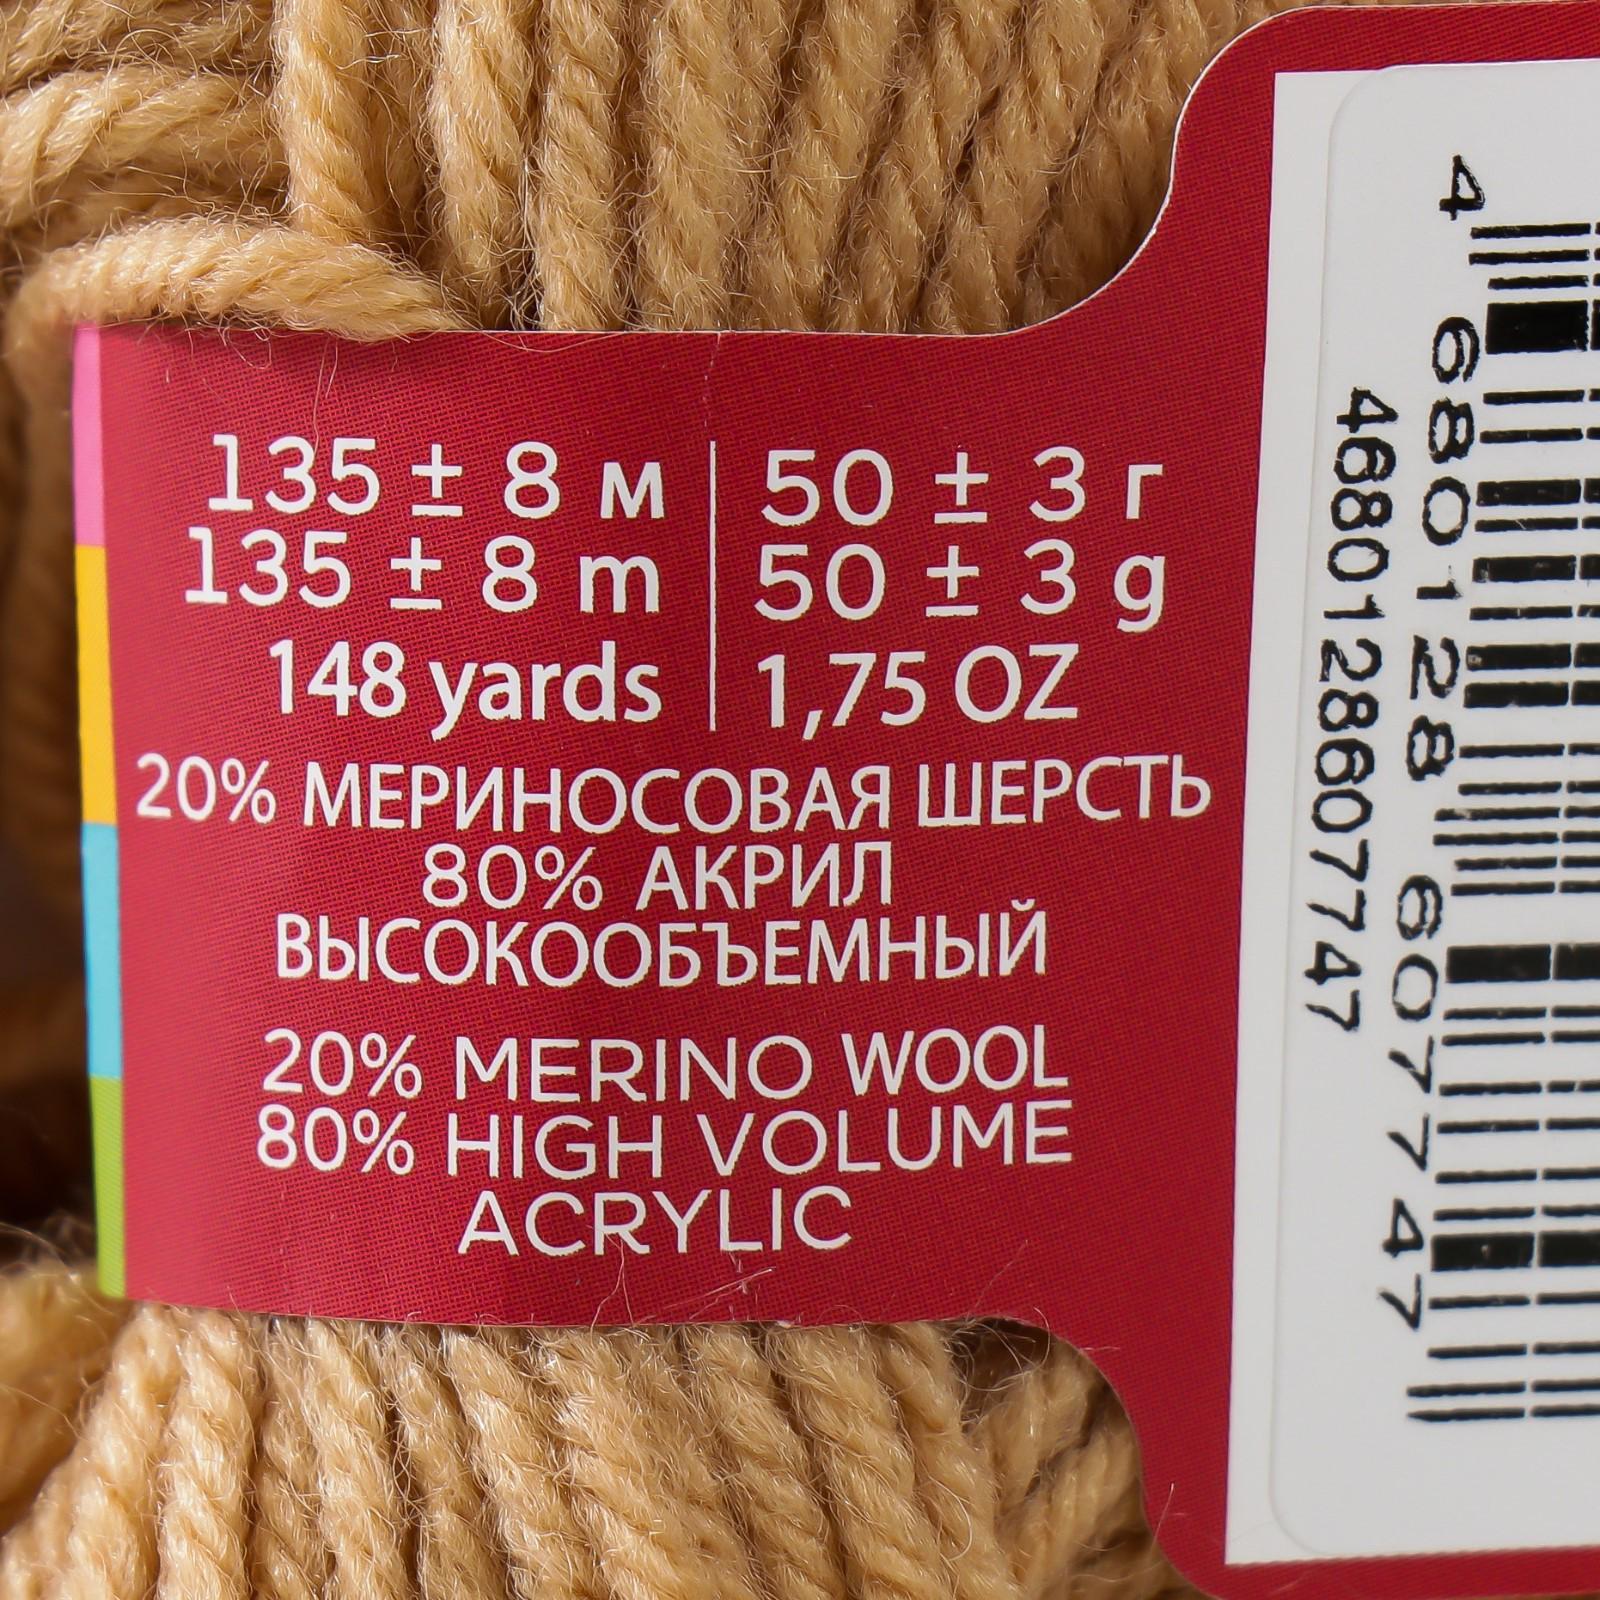 135 ± 8 м
135 ± 8 m
148 yards
50 ± 3 г
50 ± 3 g
1,75 OZ
20% МЕРИНОСОВАЯ ШЕРСТЬ
80% АКРИЛ
ВЫСОКООБЪЕМНЫЙ
20% MERINO WOOL
80% HIGH VOLUME
ACRYLIC
4 680128 607747
4680128607747